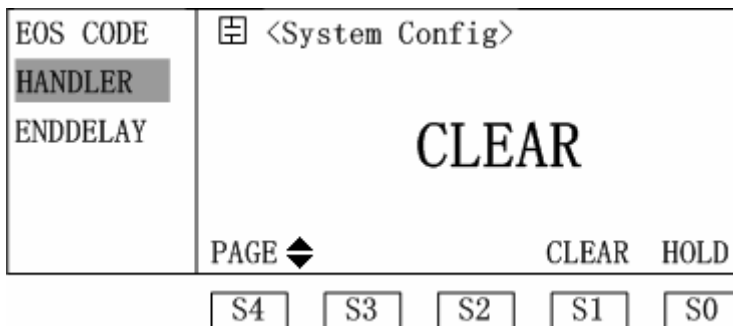 EOS CODE
HANDLER
ENDDELAY
<System Config>
CLEAR
PAGE CLEAR HOLD
S4 S3 S2 S1 S0